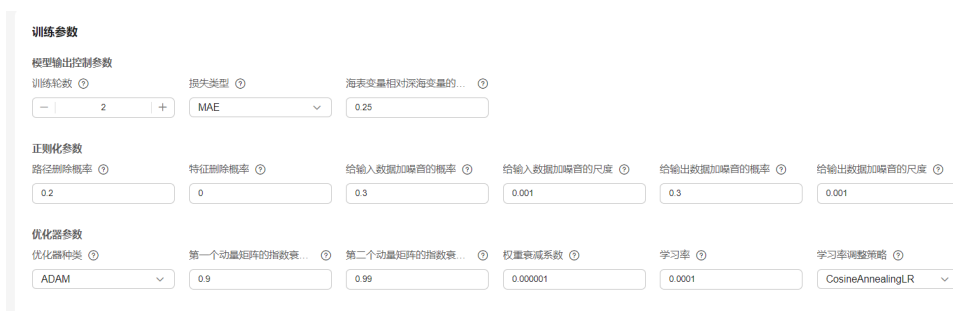 训练参数
模型输出控制参数
训练轮数 损失类型 海表变量相对深海变量的...
2 MAE 0.25
正则化参数
路径删除概率 特征删除概率 给输入数据加噪音的概率 给输入数据加噪音的尺度 给输出数据加噪音的概率 给输出数据加噪音的尺度
0.2 0 0.3 0.001 0.3 0.001
优化器参数
优化器种类 第一个动量矩阵的指数衰... 第二个动量矩阵的指数衰... 权重衰减系数 学习率 学习率调整策略
ADAM 0.9 0.99 0.000001 0.0001 CosineAnnealingLR